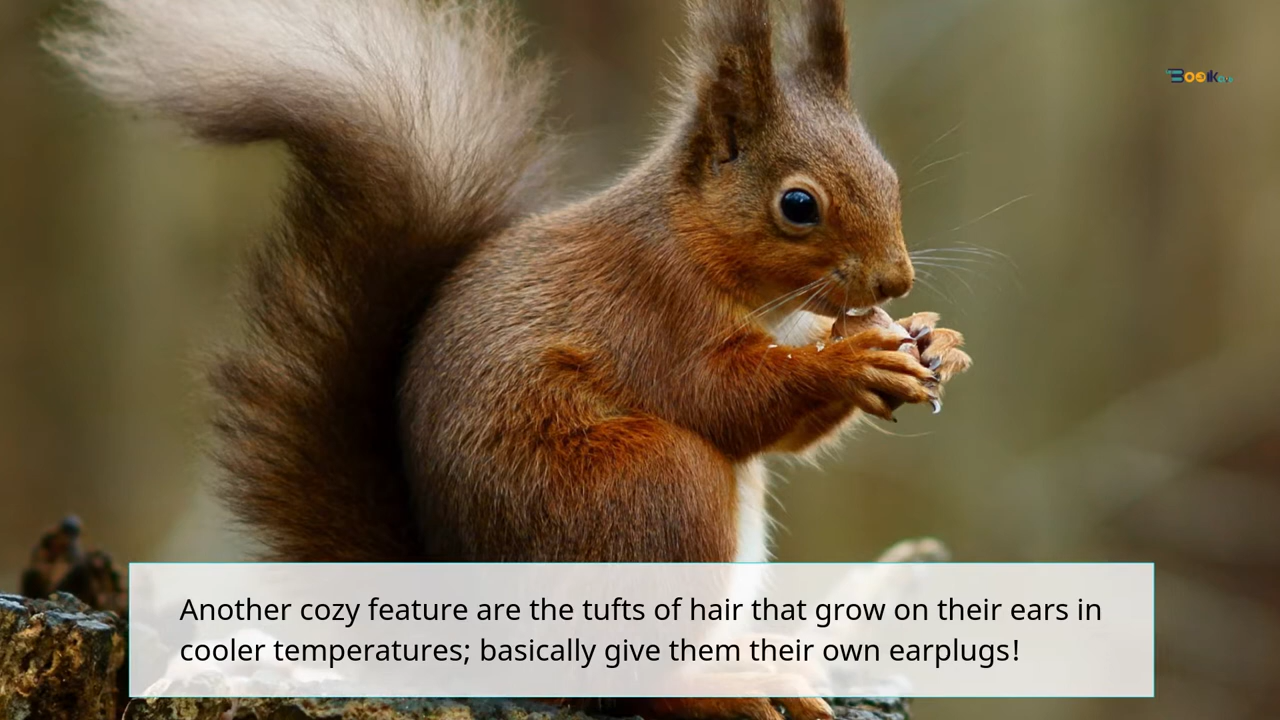 Another cozy feature are the tufts of hair that grow on their ears in
cooler temperatures; basically give them their own earplugs!